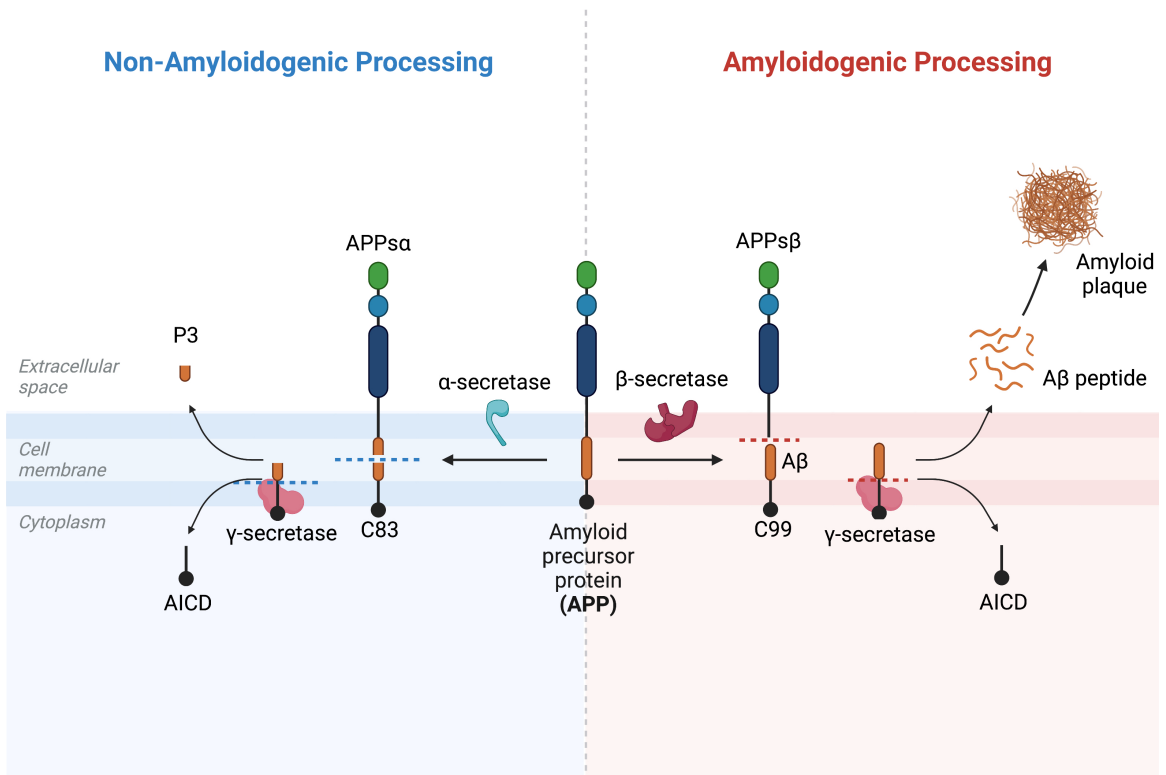 Non-Amyloidogenic Processing
Amyloidogenic Processing
APPsα
APPsβ
Amyloid
plaque
P3
Extracellular
space
α-secretase
β-secretase
Aβ peptide
Cell
membrane
Aβ
Cytoplasm
γ-secretase
C83
Amyloid
precursor
protein
(APP)
C99
γ-secretase
AICD
AICD